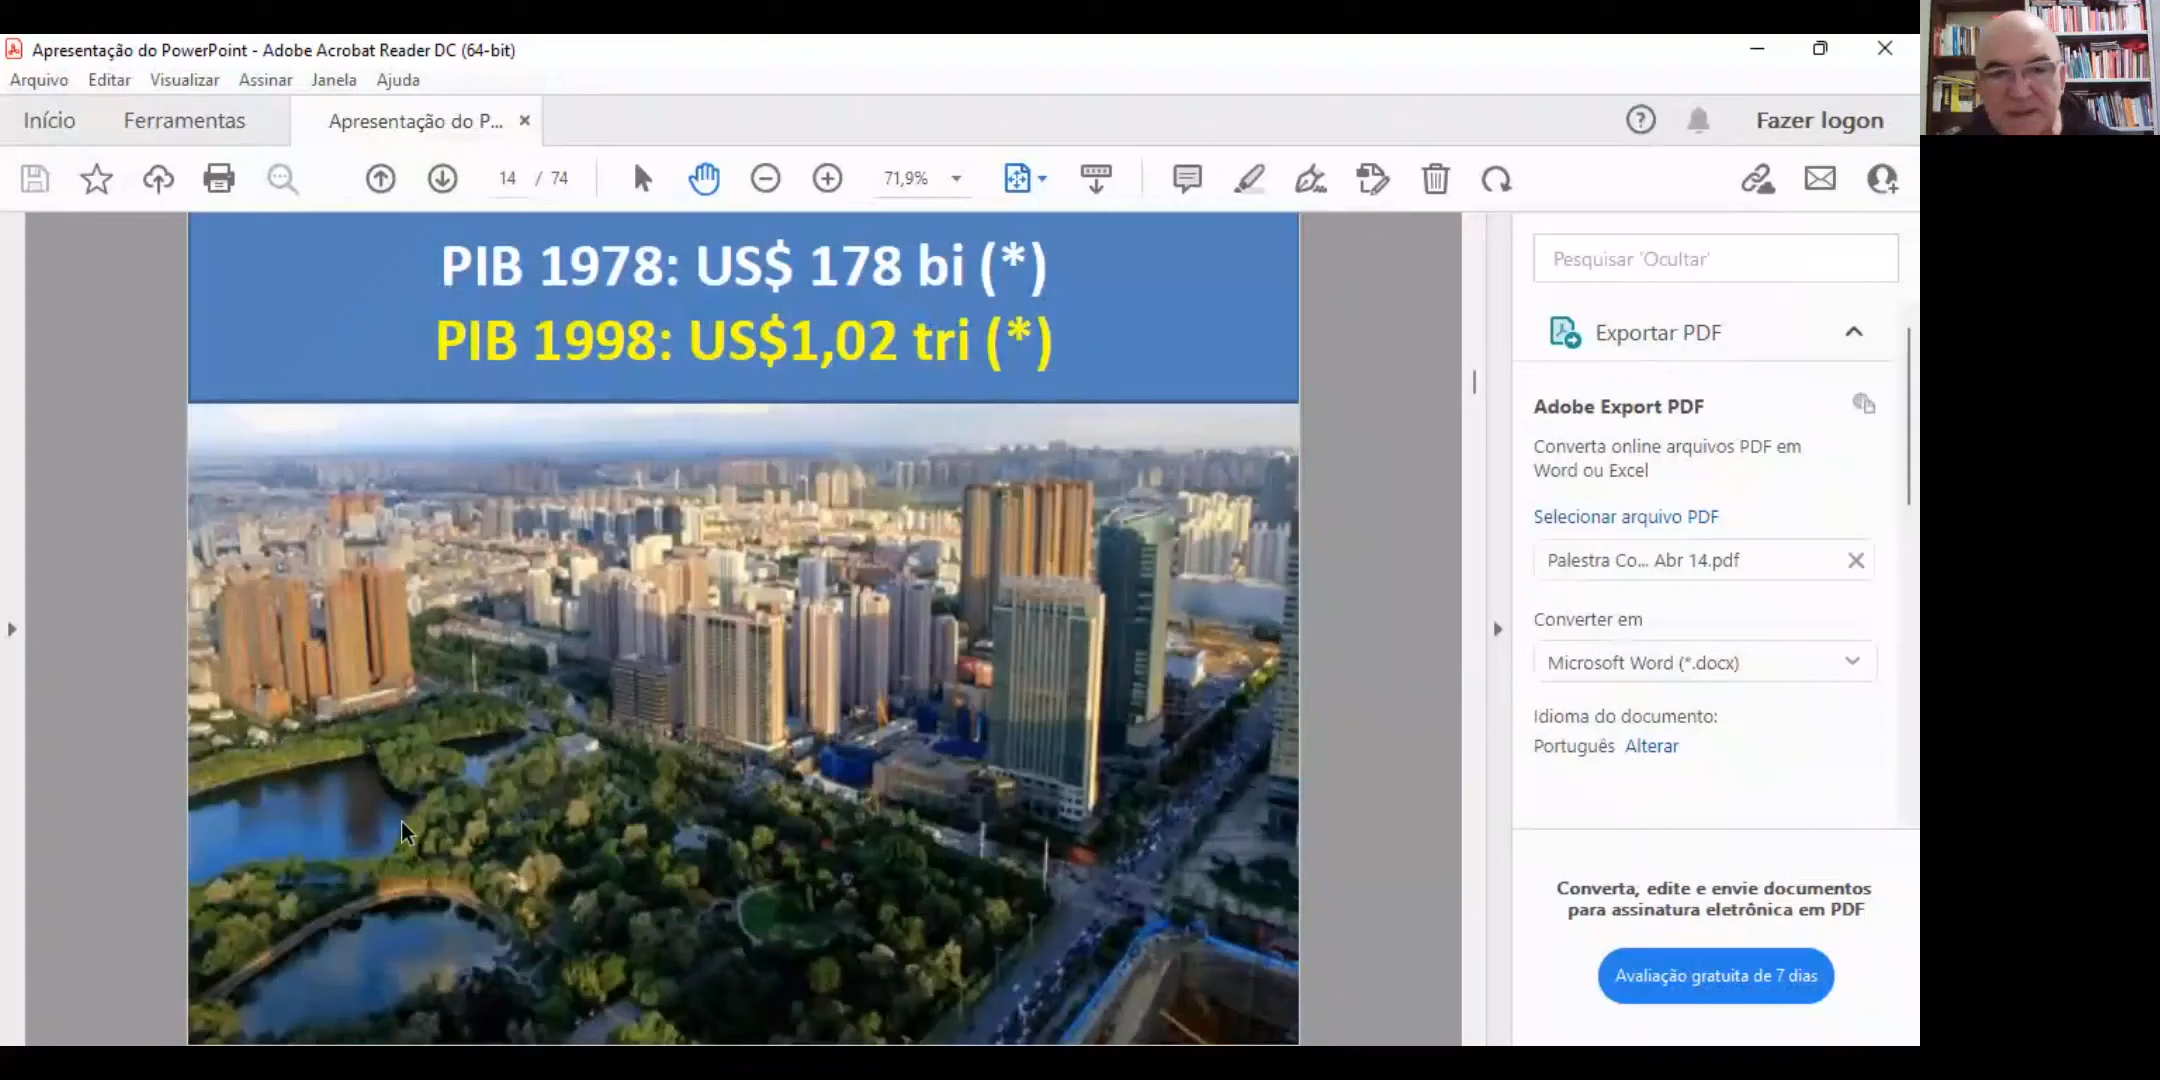 Apresentação do PowerPoint - Adobe Acrobat Reader DC (64-bit)
Arquivo Editar Visualizar Assinar Janela Ajuda
Início Ferramentas Apresentação do P... Fazer logon
14 / 74 71,9%
PIB 1978: US$ 178 bi (*)
PIB 1998: US$1,02 tri (*)
Pesquisar 'Ocultar'
Exportar PDF
Adobe Export PDF
Converta online arquivos PDF em
Word ou Excel
Selecionar arquivo PDF
Palestra Co... Abr 14.pdf
Converter em
Microsoft Word (*.docx)
Idioma do documento:
Português Alterar
Converta, edite e envie documentos
para assinatura eletrônica em PDF
Avaliação gratuita de 7 dias